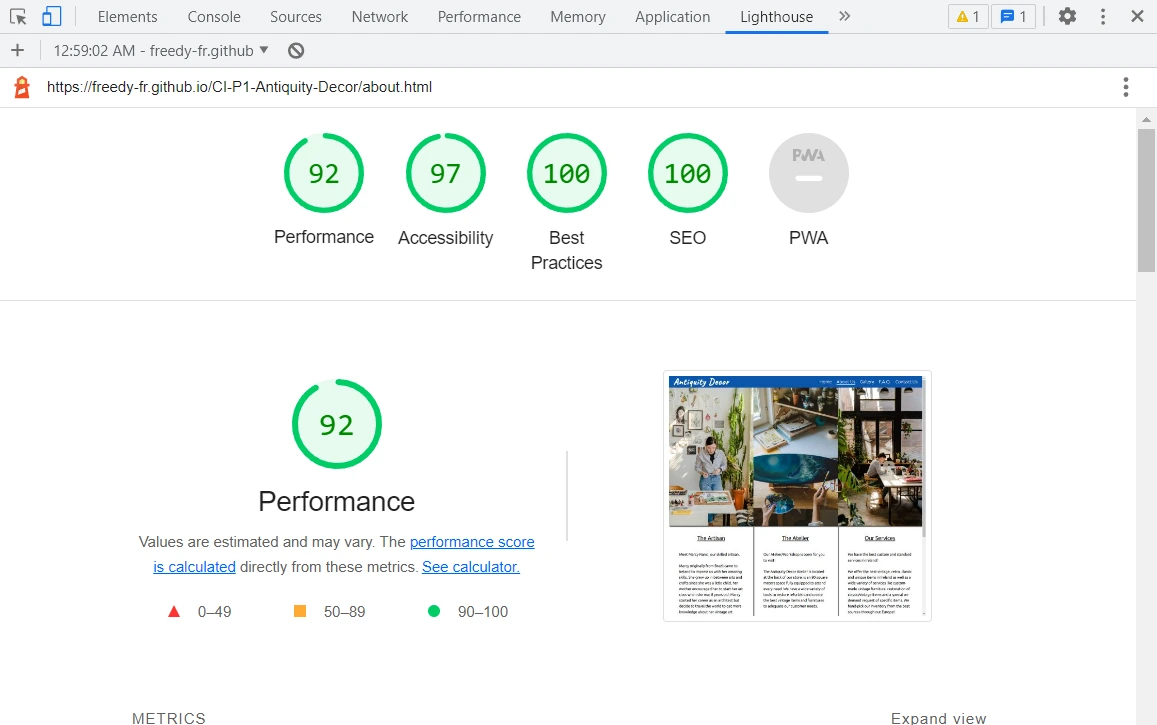 Elements Console Sources Network Performance Memory Application Lighthouse 1 1
12:59:02 AM - freedy-fr.github
https://freedy-fr.github.io/CI-P1-Antiquity-Decor/about.html
92 97 100 100 PWA
Performance Accessibility Best Practices SEO PWA
92
Performance
Values are estimated and may vary. The performance score
is calculated directly from these metrics. See calculator.
0–49 50–89 90–100
Antiquity Decor Home About Us Gallery F.A.Q. Contact Us
The Artisan The Atelier Our Services
METRICS Expand view